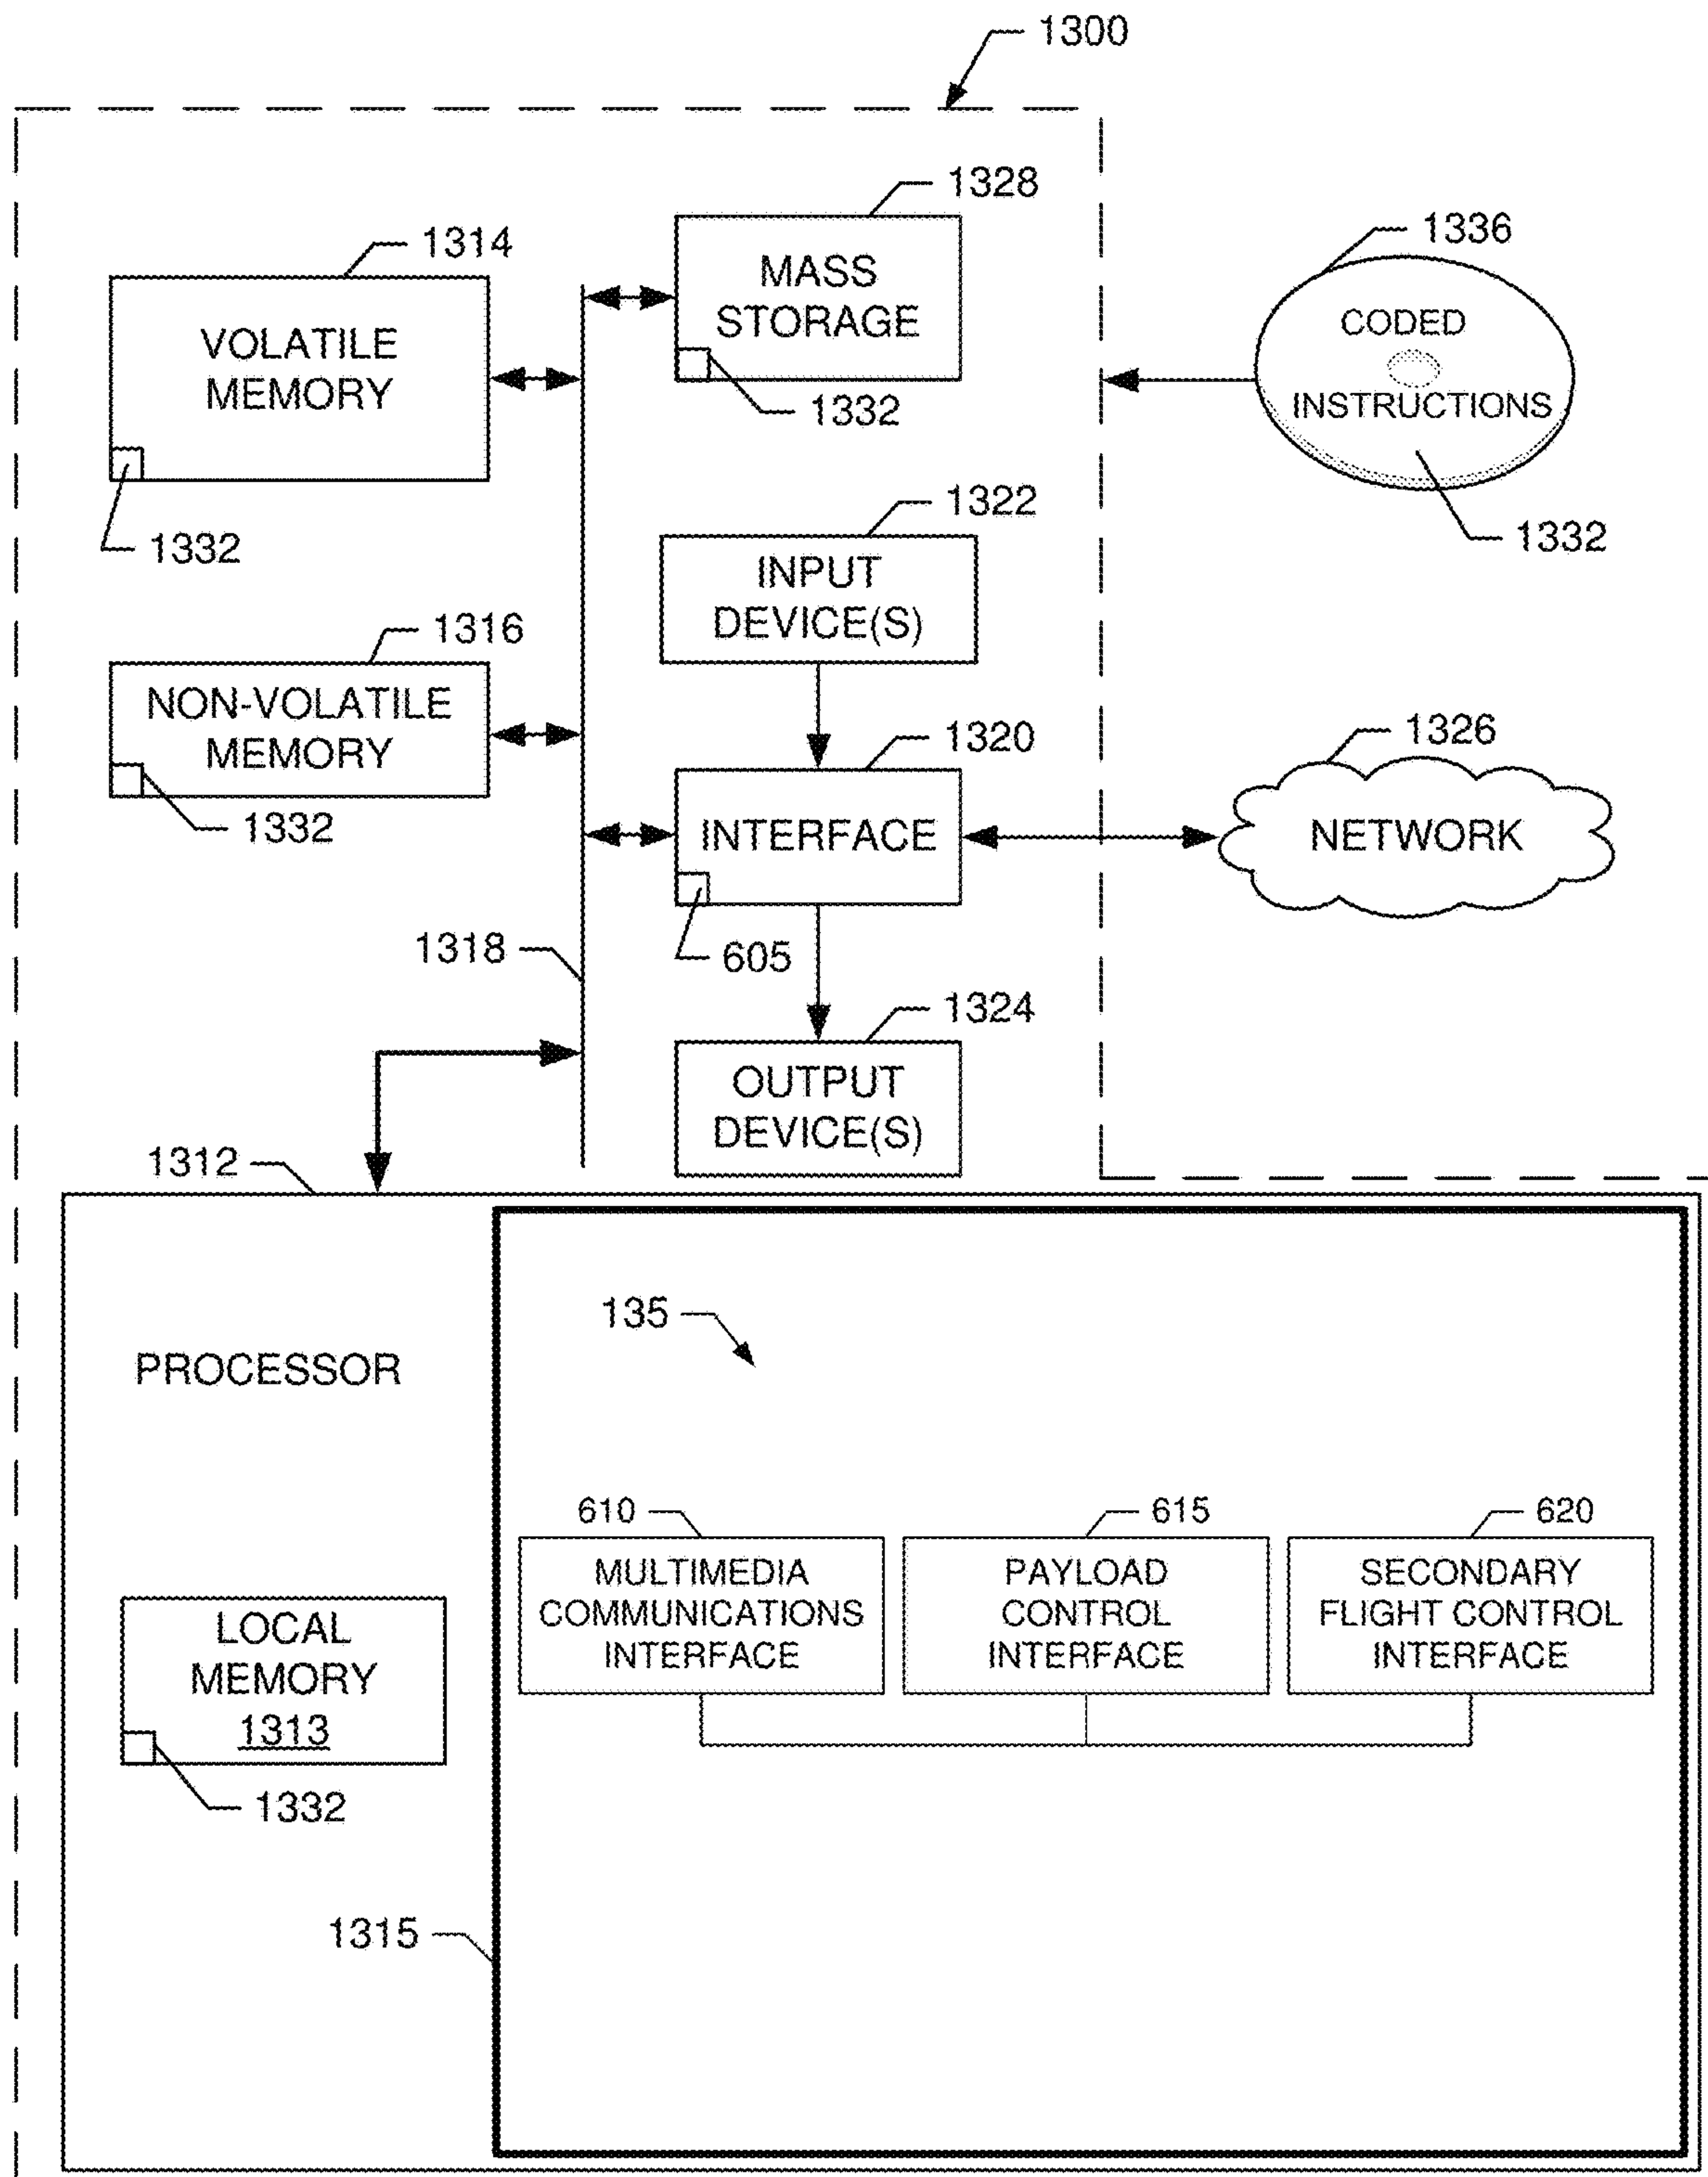 1300
1328
MASS
STORAGE
1332
1314
VOLATILE
MEMORY
1332
1336
CODED
INSTRUCTIONS
1332
1322
INPUT
DEVICE(S)
1316
NON-VOLATILE
MEMORY
1332
1320
INTERFACE
605
1326
NETWORK
1318
1324
OUTPUT
DEVICE(S)
1312
PROCESSOR
135
610
MULTIMEDIA
COMMUNICATIONS
INTERFACE
615
PAYLOAD
CONTROL
INTERFACE
620
SECONDARY
FLIGHT CONTROL
INTERFACE
LOCAL
MEMORY
1313
1332
1315